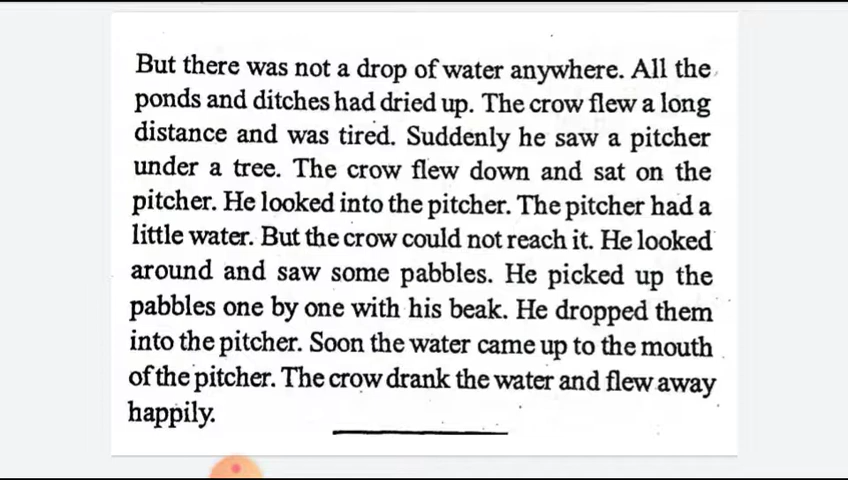 But there was not a drop of water anywhere. All the
ponds and ditches had dried up. The crow flew a long
distance and was tired. Suddenly he saw a pitcher
under a tree. The crow flew down and sat on the
pitcher. He looked into the pitcher. The pitcher had a
little water. But the crow could not reach it. He looked
around and saw some pabbles. He picked up the
pabbles one by one with his beak. He dropped them
into the pitcher. Soon the water came up to the mouth
of the pitcher. The crow drank the water and flew away
happily.